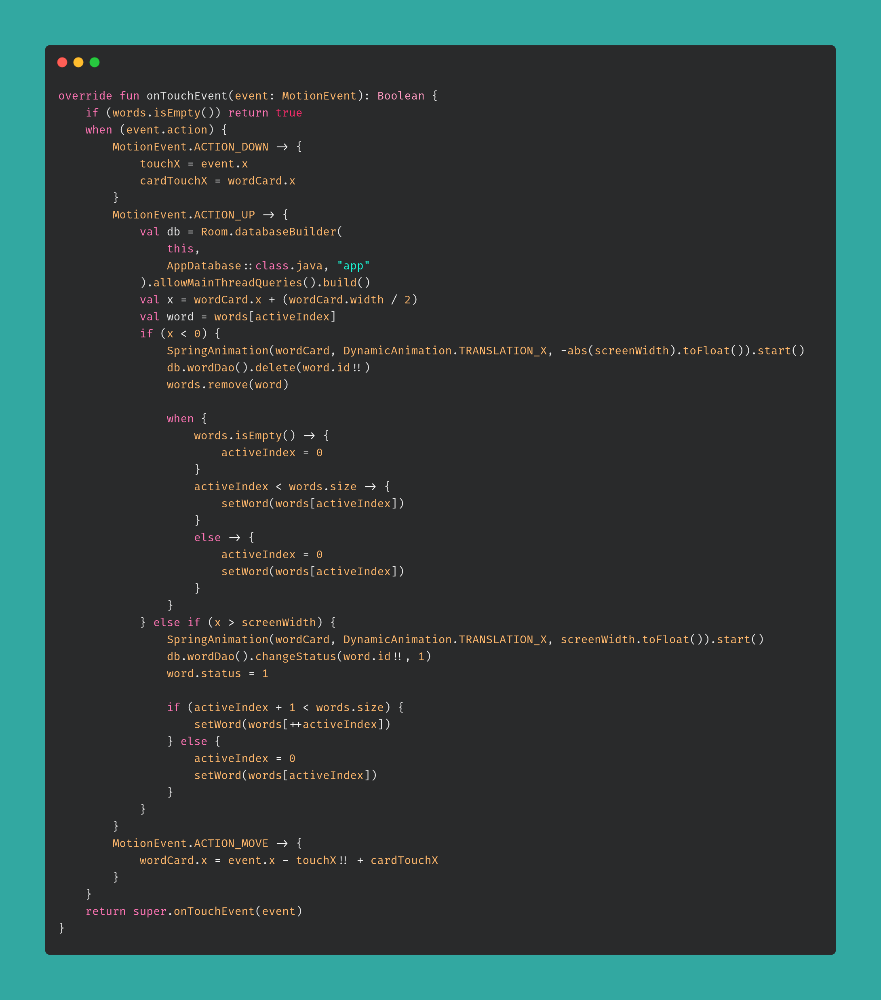 override fun onTouchEvent(event: MotionEvent): Boolean {
    if (words.isEmpty()) return true
    when (event.action) {
        MotionEvent.ACTION_DOWN -> {
            touchX = event.x
            cardTouchX = wordCard.x
        }
        MotionEvent.ACTION_UP -> {
            val db = Room.databaseBuilder(
                this,
                AppDatabase::class.java, "app"
            ).allowMainThreadQueries().build()
            val x = wordCard.x + (wordCard.width / 2)
            val word = words[activeIndex]
            if (x < 0) {
                SpringAnimation(wordCard, DynamicAnimation.TRANSLATION_X, -abs(screenWidth).toFloat()).start()
                db.wordDao().delete(word.id!!)
                words.remove(word)

                when {
                    words.isEmpty() -> {
                        activeIndex = 0
                    }
                    activeIndex < words.size -> {
                        setWord(words[activeIndex])
                    }
                    else -> {
                        activeIndex = 0
                        setWord(words[activeIndex])
                    }
                }
            } else if (x > screenWidth) {
                SpringAnimation(wordCard, DynamicAnimation.TRANSLATION_X, screenWidth.toFloat()).start()
                db.wordDao().changeStatus(word.id!!, 1)
                word.status = 1

                if (activeIndex + 1 < words.size) {
                    setWord(words[++activeIndex])
                } else {
                    activeIndex = 0
                    setWord(words[activeIndex])
                }
            }
        }
        MotionEvent.ACTION_MOVE -> {
            wordCard.x = event.x - touchX!! + cardTouchX
        }
    }
    return super.onTouchEvent(event)
}